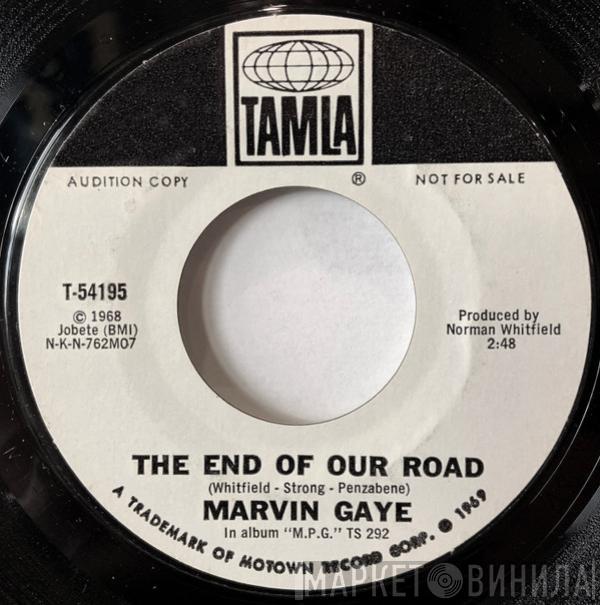 TAMLA
AUDITION COPY
®
NOT FOR SALE
T-54195
© 1968
Jobete (BMI)
N-K-N-762MO7
Produced by
Norman Whitfield
2:48
THE END OF OUR ROAD
(Whitfield - Strong - Penzabene)
MARVIN GAYE
In album "M.P.G." TS 292
A TRADEMARK OF MOTOWN RECORD CORP. ℗ 1969
МАРКЕТ ВИНИЛА